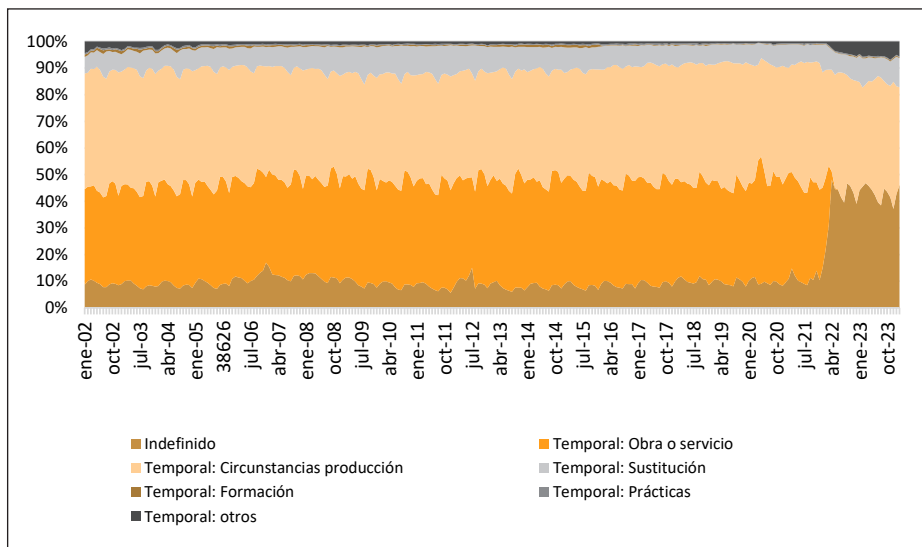 100%
90%
80%
70%
60%
50%
40%
30%
20%
10%
0%
ene-02
oct-02
jul-03
abr-04
ene-05
38626
jul-06
abr-07
ene-08
oct-08
jul-09
abr-10
ene-11
oct-11
jul-12
abr-13
ene-14
oct-14
jul-15
abr-16
ene-17
oct-17
jul-18
abr-19
ene-20
oct-20
jul-21
abr-22
ene-23
oct-23
Indefinido
Temporal: Obra o servicio
Temporal: Circunstancias producción
Temporal: Sustitución
Temporal: Formación
Temporal: Prácticas
Temporal: otros